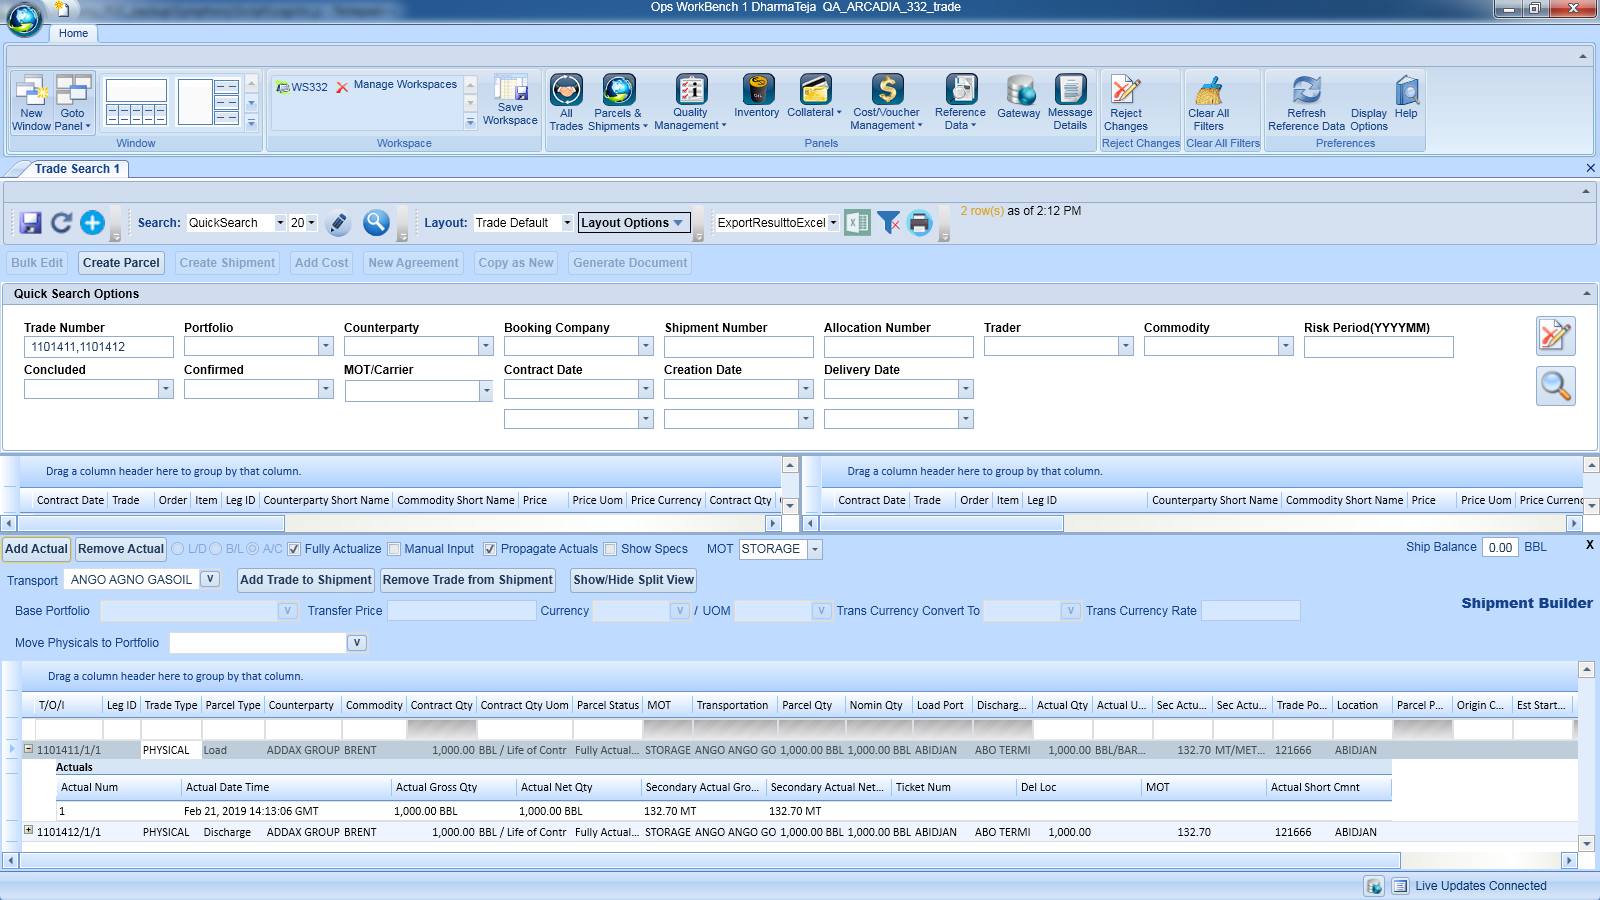 Ops WorkBench 1 DharmaTeja QA_ARCADIA_332_trade
Home
New Window
Goto Panel
Window
WS332
Manage Workspaces
Save Workspace
Workspace
All Trades
Parcels & Shipments
Quality Management
Inventory
Collateral
Cost/Voucher Management
Reference Data
Gateway
Message Details
Panels
Reject Changes
Reject Changes
Clear All Filters
Clear All Filters
Refresh Reference Data
Display Options
Help
Preferences
Trade Search 1
Search: QuickSearch 20
Layout: Trade Default Layout Options
ExportResulttoExcel
2 row(s) as of 2:12 PM
Bulk Edit Create Parcel Create Shipment Add Cost New Agreement Copy as New Generate Document
Quick Search Options
Trade Number Portfolio Counterparty Booking Company Shipment Number Allocation Number Trader Commodity Risk Period(YYYYMM)
1101411,1101412
Concluded Confirmed MOT/Carrier Contract Date Creation Date Delivery Date
Drag a column header here to group by that column.
Contract Date Trade Order Item Leg ID Counterparty Short Name Commodity Short Name Price Price Uom Price Currency Contract Qty
Drag a column header here to group by that column.
Contract Date Trade Order Item Leg ID Counterparty Short Name Commodity Short Name Price Price Uom Price Currenc
Add Actual Remove Actual L/D B/L A/C Fully Actualize Manual Input Propagate Actuals Show Specs MOT STORAGE Ship Balance 0.00 BBL X
Transport ANGO AGNO GASOIL V Add Trade to Shipment Remove Trade from Shipment Show/Hide Split View
Base Portfolio V Transfer Price Currency V / UOM V Trans Currency Convert To V Trans Currency Rate
Shipment Builder
Move Physicals to Portfolio V
Drag a column header here to group by that column.
T/O/I Leg ID Trade Type Parcel Type Counterparty Commodity Contract Qty Contract Qty Uom Parcel Status MOT Transportation Parcel Qty Nomin Qty Load Port Discharg... Actual Qty Actual U... Sec Actu... Sec Actu... Trade Po... Location Parcel P... Origin C... Est Start...
1101411/1/1 PHYSICAL Load ADDAX GROUP BRENT 1,000.00 BBL / Life of Contr Fully Actual... STORAGE ANGO ANGO GO 1,000.00 BBL 1,000.00 BBL ABIDJAN ABO TERMI 1,000.00 BBL/BAR... 132.70 MT/MET... 121666 ABIDJAN
Actuals
Actual Num Actual Date Time Actual Gross Qty Actual Net Qty Secondary Actual Gro... Secondary Actual Net... Ticket Num Del Loc MOT Actual Short Cmnt
1 Feb 21, 2019 14:13:06 GMT 1,000.00 BBL 1,000.00 BBL 132.70 MT 132.70 MT
1101412/1/1 PHYSICAL Discharge ADDAX GROUP BRENT 1,000.00 BBL / Life of Contr Fully Actual... STORAGE ANGO ANGO GO 1,000.00 BBL 1,000.00 BBL ABIDJAN ABO TERMI 1,000.00 132.70 121666 ABIDJAN
Live Updates Connected